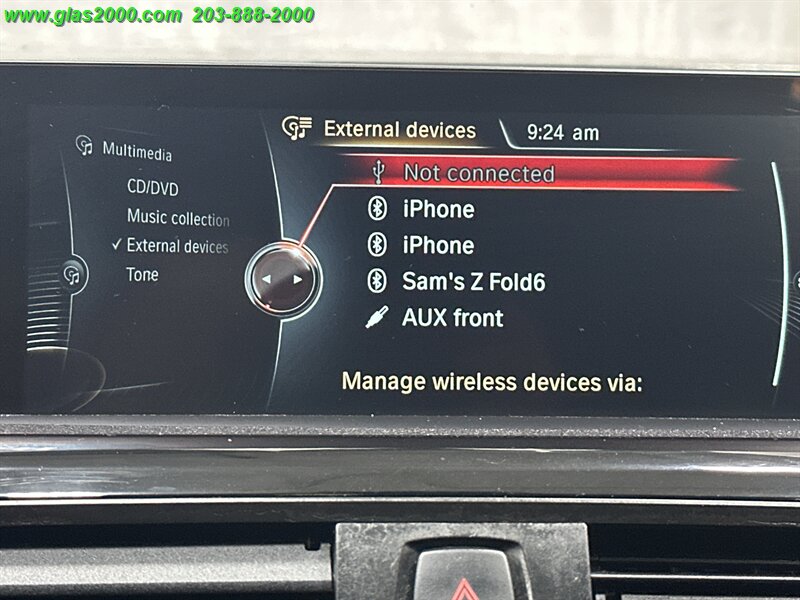 www.glas2000.com 203-888-2000
External devices
9:24 am
Multimedia
CD/DVD
Music collection
✓ External devices
Tone
Not connected
iPhone
iPhone
Sam's Z Fold6
AUX front
Manage wireless devices via: